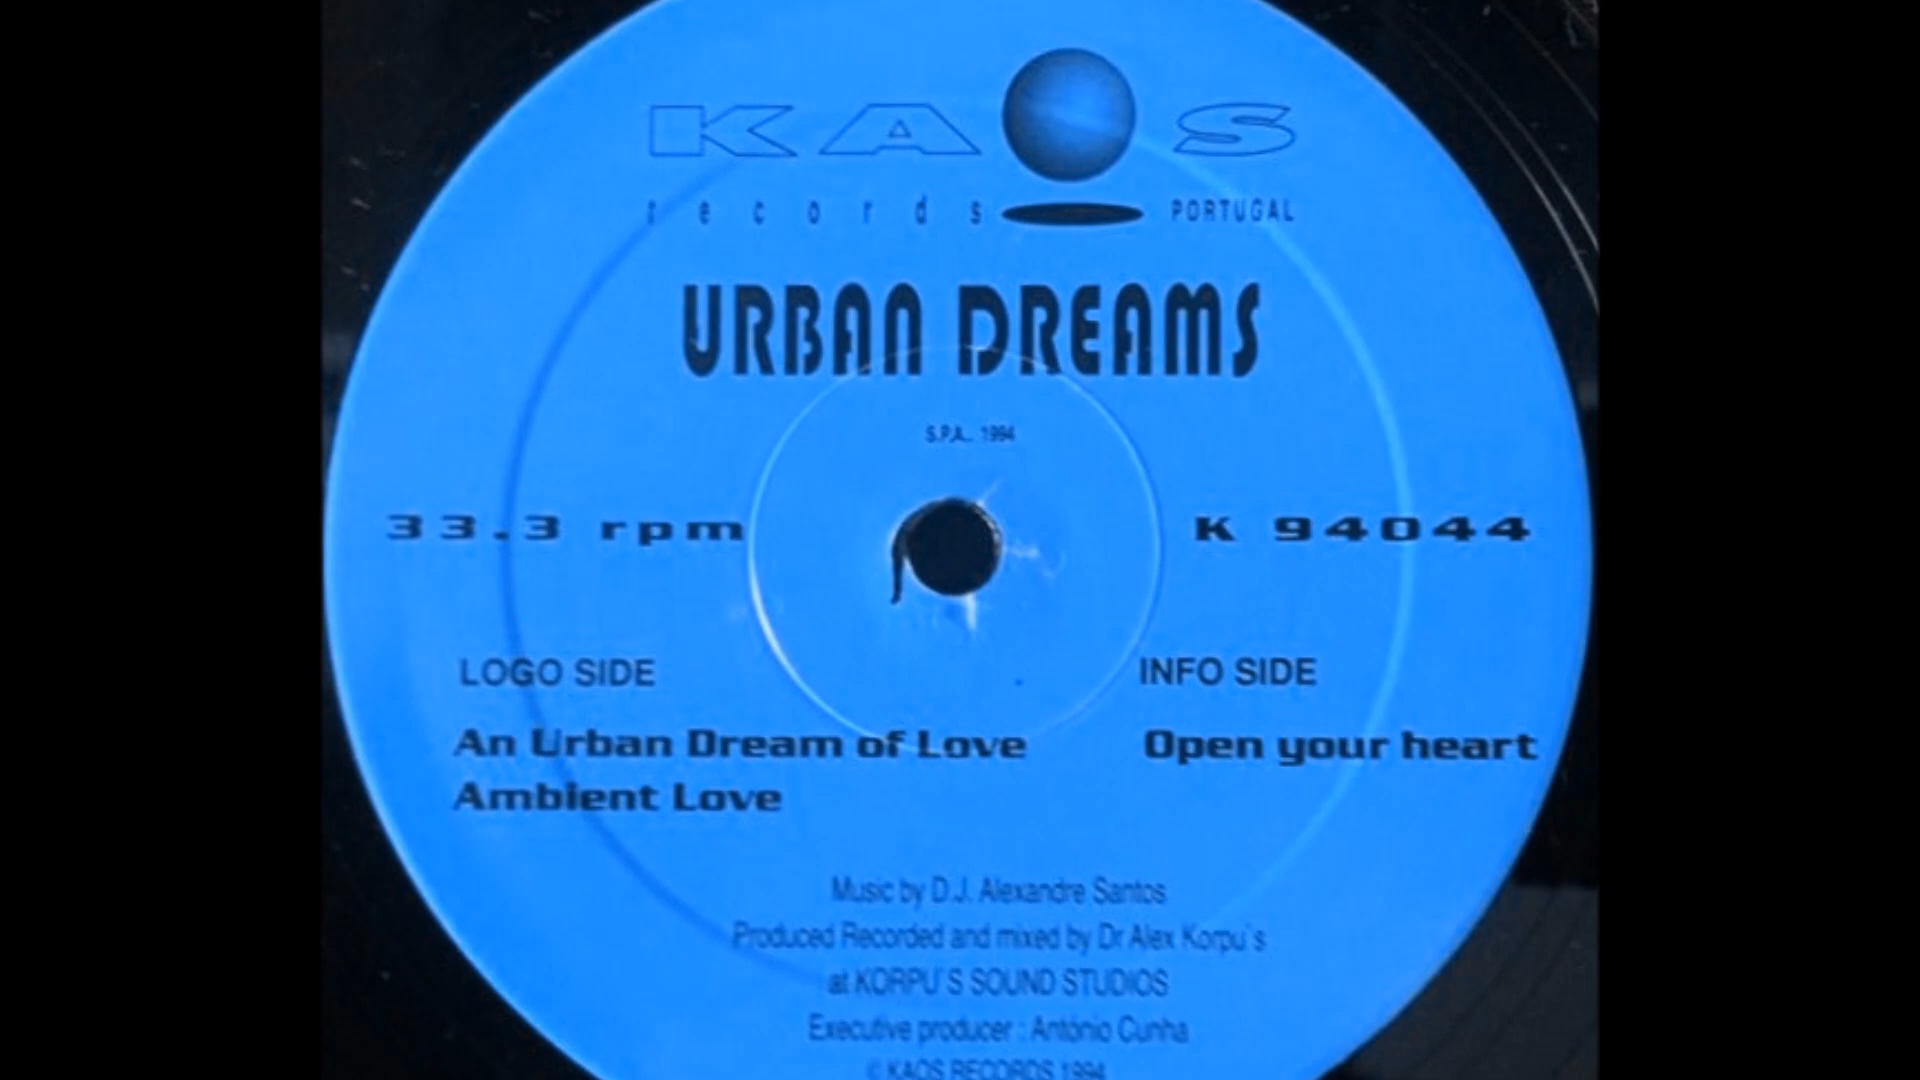 KAOS
records PORTUGAL
URBAN DREAMS
S.P.A.. 1994
33.3 rpm
K 94044
LOGO SIDE
An Urban Dream of Love
Ambient Love
INFO SIDE
Open your heart
Music by D.J. Alexandre Santos
Produced Recorded and mixed by Dr Alex Korpu`s
at KORPU`S SOUND STUDIOS
Executive producer : António Cunha
© KAOS RECORDS 1994